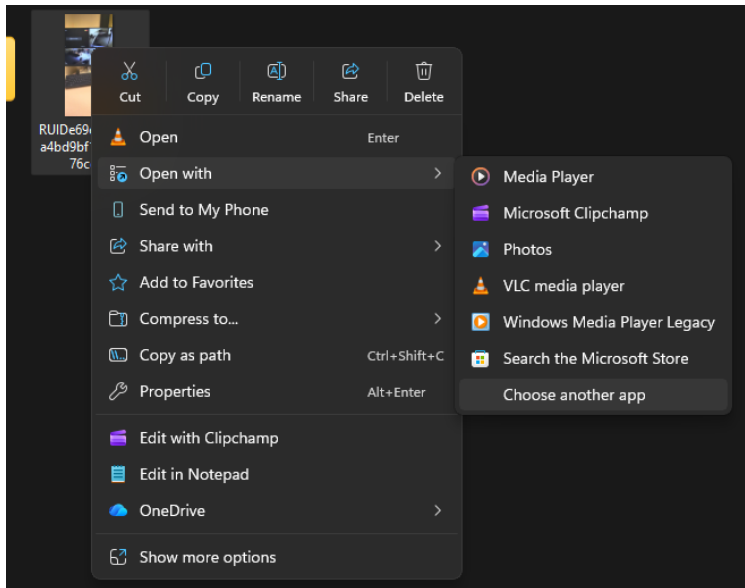 Cut Copy Rename Share Delete
RUIDe69
a4bd9bf
76c
Open Enter
Open with
Send to My Phone
Share with
Add to Favorites
Compress to...
Copy as path Ctrl+Shift+C
Properties Alt+Enter
Edit with Clipchamp
Edit in Notepad
OneDrive
Show more options
Media Player
Microsoft Clipchamp
Photos
VLC media player
Windows Media Player Legacy
Search the Microsoft Store
Choose another app